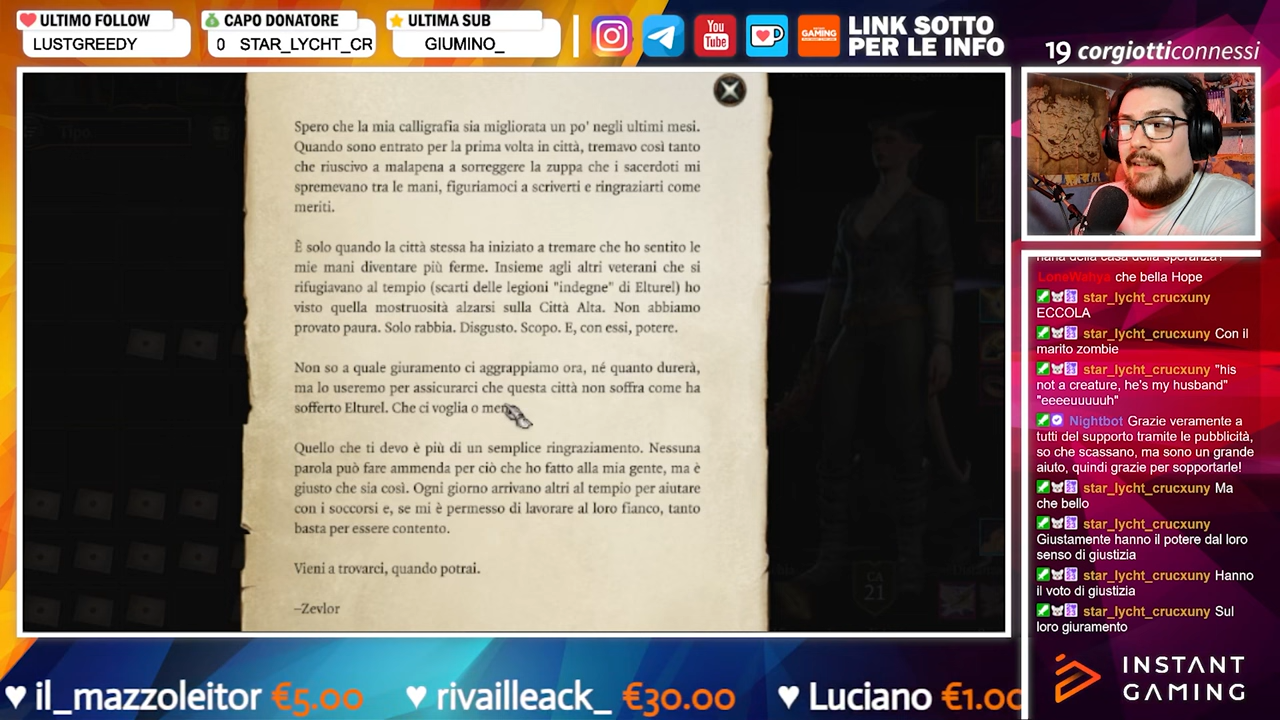 ULTIMO FOLLOW
LUSTGREEDY
CAPO DONATORE
0 STAR_LYCHT_CR
ULTIMA SUB
GIUMINO_
You
Tube
GAMING
LINK SOTTO
PER LE INFO
19 corgiotticonnessi
Tipo
Spero che la mia calligrafia sia migliorata un po' negli ultimi mesi.
Quando sono entrato per la prima volta in città, tremavo così tanto
che riuscivo a malapena a sorreggere la zuppa che i sacerdoti mi
spremevano tra le mani, figuriamoci a scriverti e ringraziarti come
meriti.
È solo quando la città stessa ha iniziato a tremare che ho sentito le
mie mani diventare più ferme. Insieme agli altri veterani che si
rifugiavano al tempio (scarti delle legioni "indegne" di Elturel) ho
visto quella mostruosità alzarsi sulla Città Alta. Non abbiamo
provato paura. Solo rabbia. Disgusto. Scopo. E, con essi, potere.
Non so a quale giuramento ci aggrappiamo ora, né quanto durerà,
ma lo useremo per assicurarci che questa città non soffra come ha
sofferto Elturel. Che ci voglia o
Quello che ti devo è più di un semplice ringraziamento. Nessuna
parola può fare ammenda per ciò che ho fatto alla mia gente, ma è
giusto che sia così. Ogni giorno arrivano altri al tempio per aiutare
con i soccorsi e, se mi è permesso di lavorare al loro fianco, tanto
basta per essere contento.
Vieni a trovarci, quando potrai.
–Zevlor
CA
21
nana della casa della speranza?
LoneWahya che bella Hope
star_lycht_crucxuny
ECCOLA
star_lycht_crucxuny Con il
marito zombie
star_lycht_crucxuny "his
not a creature, he's my husband"
"eeeeuuuuuh"
Nightbot Grazie veramente a
tutti del supporto tramite le pubblicità,
so che scassano, ma sono un grande
aiuto, quindi grazie per sopportarle!
star_lycht_crucxuny Ma
che bello
star_lycht_crucxuny
Giustamente hanno il potere dal loro
senso di giustizia
star_lycht_crucxuny Hanno
il voto di giustizia
star_lycht_crucxuny Sul
loro giuramento
INSTANT
GAMING
♥ il_mazzoleitor €5.00 ♥ rivailleack_ €30.00 ♥ Luciano €1.00